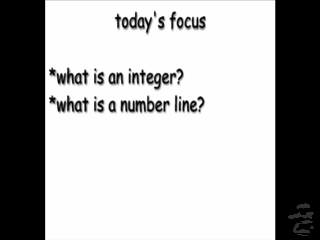 today's focus
*what is an integer?
*what is a number line?